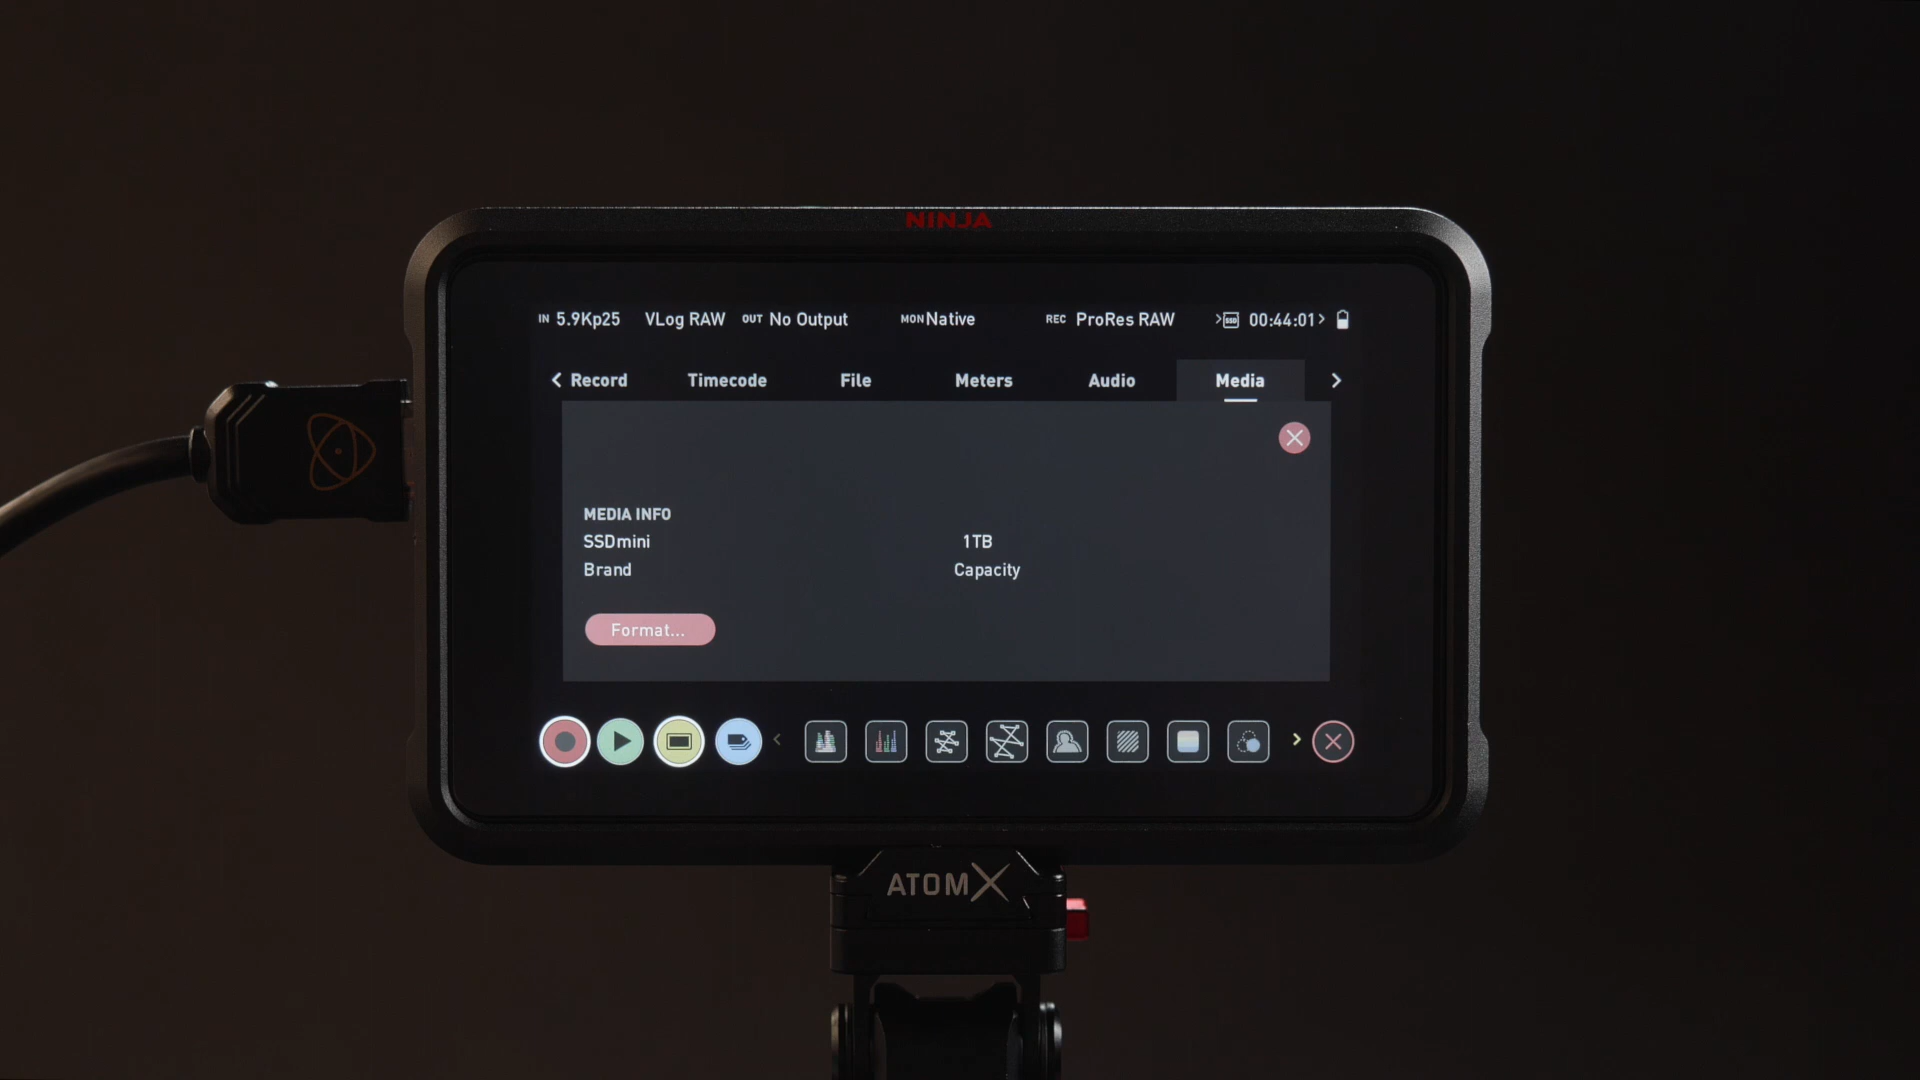 NINJA
IN 5.9Kp25 VLog RAW OUT No Output MON Native REC ProRes RAW SSD 00:44:01
Record Timecode File Meters Audio Media
MEDIA INFO
SSDmini 1TB
Brand Capacity
Format...
ATOMX